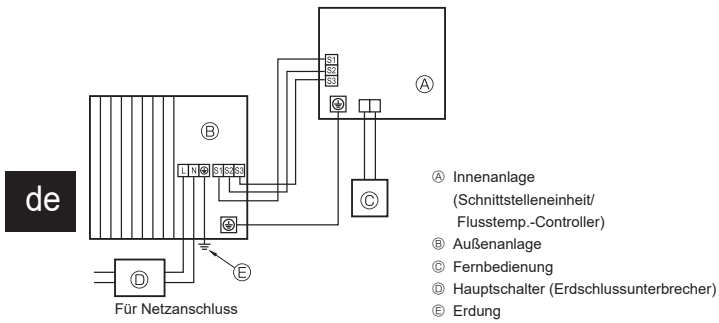 S1
S2
S3
Ⓐ
Ⓑ
L N S1 S2 S3
de
Ⓒ
Ⓓ
Ⓔ
Für Netzanschluss
Ⓐ Innenanlage
(Schnittstelleneinheit/
Flusstemp.-Controller)
Ⓑ Außenanlage
Ⓒ Fernbedienung
Ⓓ Hauptschalter (Erdschlussunterbrecher)
Ⓔ Erdung